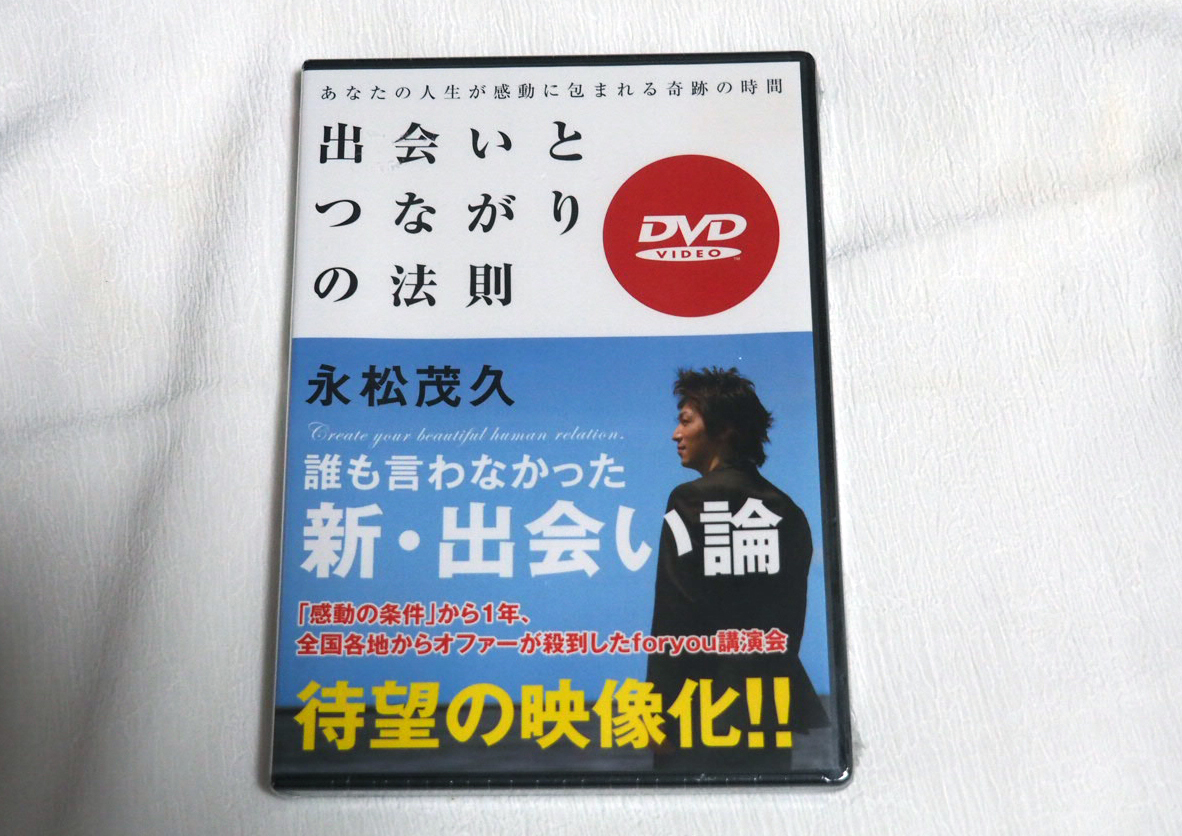 あなたの人生が感動に包まれる奇跡の時間
出会いと
つながり
の法則
DVD
VIDEO
TM
永松茂久
Create your beautiful human relation.
誰も言わなかった
新・出会い論
「感動の条件」から1年、
全国各地からオファーが殺到したforyou講演会
待望の映像化!!